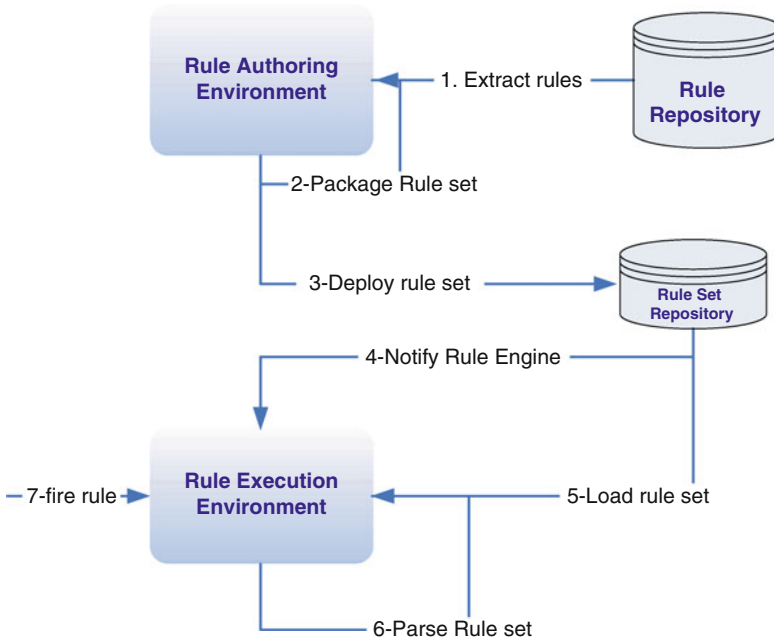 Rule Authoring
Environment
1. Extract rules
Rule
Repository
2-Package Rule set
3-Deploy rule set
Rule Set
Repository
4-Notify Rule Engine
Rule Execution
Environment
7-fire rule
5-Load rule set
6-Parse Rule set